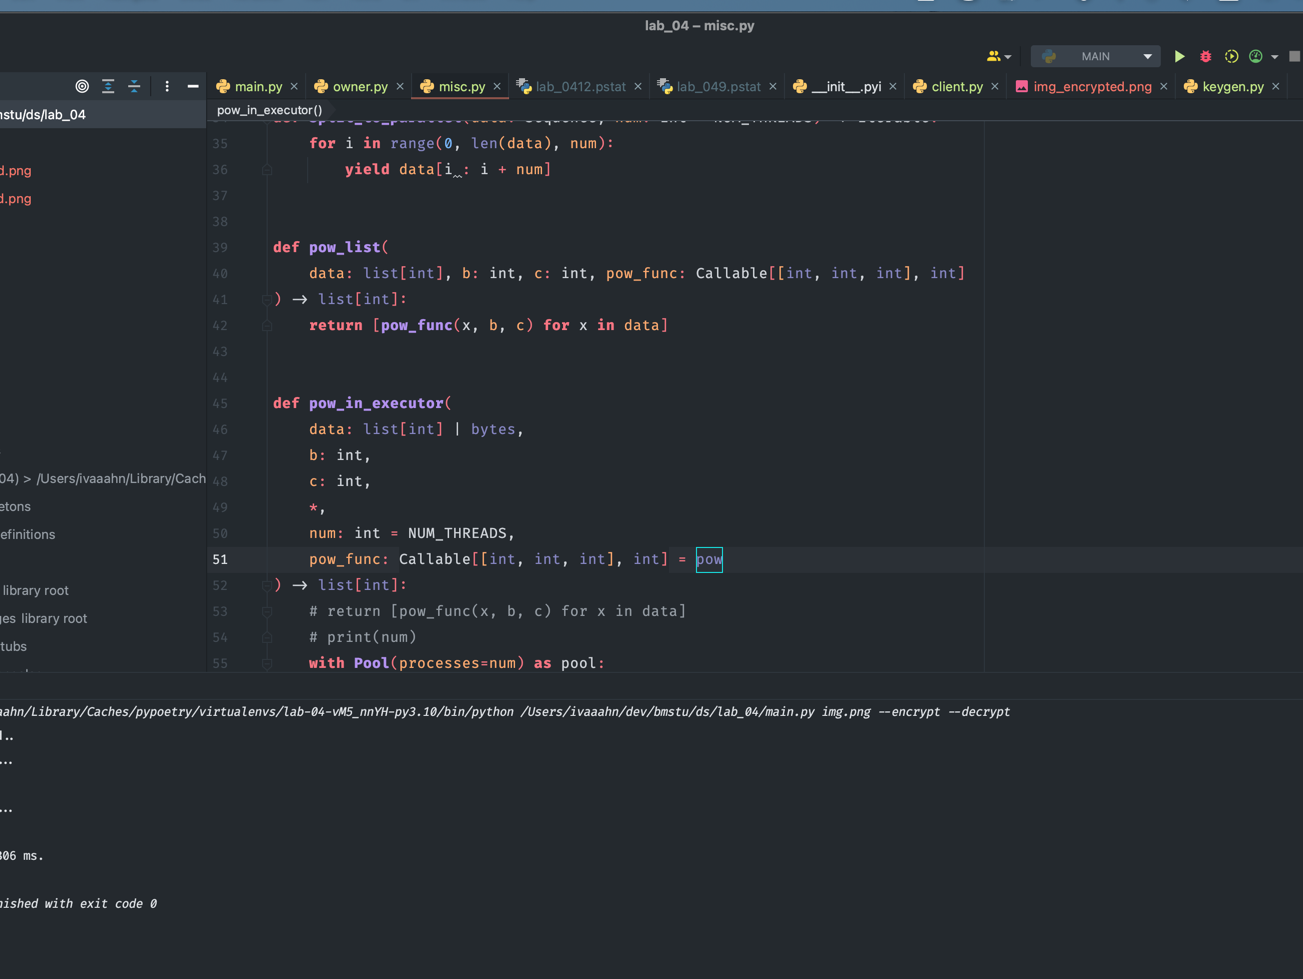 lab_04 – misc.py
MAIN
main.py owner.py misc.py lab_0412.pstat lab_049.pstat __init__.pyi client.py img_encrypted.png keygen.py
mstu/ds/lab_04
pow_in_executor()
d.png
d.png
04) > /Users/ivaaahn/Library/Cach
etons
efinitions
library root
ges library root
tubs
35 for i in range(0, len(data), num):
36 yield data[i : i + num]
37
38
39 def pow_list(
40 data: list[int], b: int, c: int, pow_func: Callable[[int, int, int], int]
41 ) → list[int]:
42 return [pow_func(x, b, c) for x in data]
43
44
45 def pow_in_executor(
46 data: list[int] | bytes,
47 b: int,
48 c: int,
49 *,
50 num: int = NUM_THREADS,
51 pow_func: Callable[[int, int, int], int] = pow
52 ) → list[int]:
53 # return [pow_func(x, b, c) for x in data]
54 # print(num)
55 with Pool(processes=num) as pool:
aahn/Library/Caches/pypoetry/virtualenvs/lab-04-vM5_nnYH-py3.10/bin/python /Users/ivaaahn/dev/bmstu/ds/lab_04/main.py img.png --encrypt --decrypt
..
...
...
306 ms.
nished with exit code 0